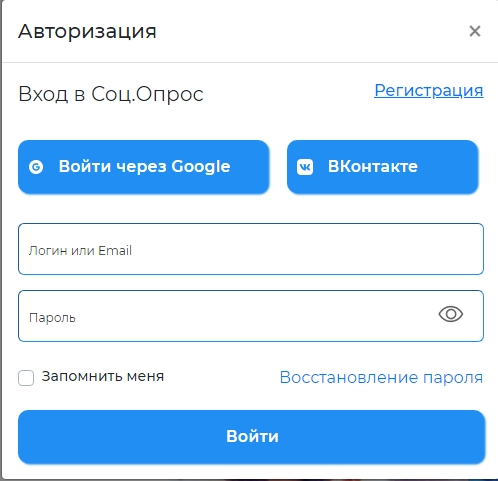 Авторизация ×
Вход в Соц.Опрос Регистрация
Войти через Google ВКонтакте
Логин или Email
Пароль
Запомнить меня Восстановление пароля
Войти